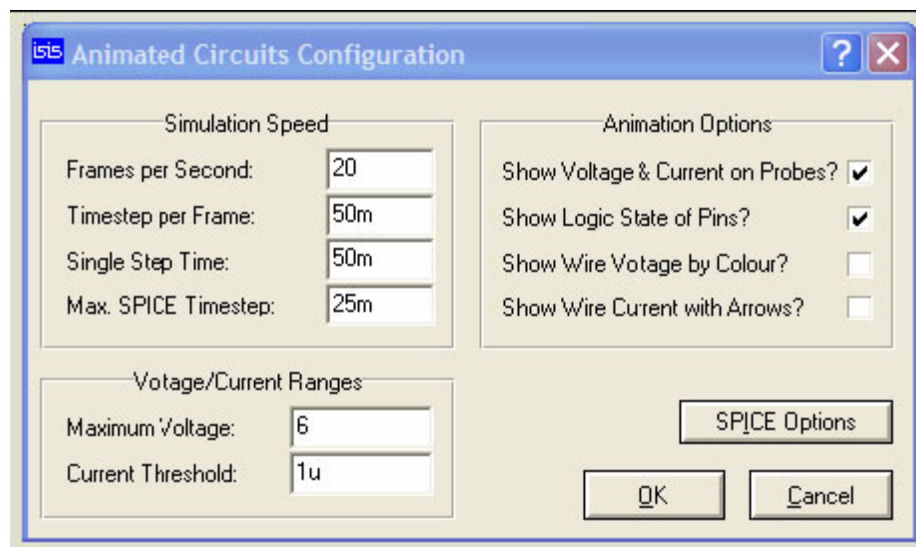 isis Animated Circuits Configuration ?
Simulation Speed
Frames per Second: 20
Timestep per Frame: 50m
Single Step Time: 50m
Max. SPICE Timestep: 25m
Animation Options
Show Voltage & Current on Probes?
Show Logic State of Pins?
Show Wire Votage by Colour?
Show Wire Current with Arrows?
Votage/Current Ranges
Maximum Voltage: 6
Current Threshold: 1u
SPICE Options
OK Cancel